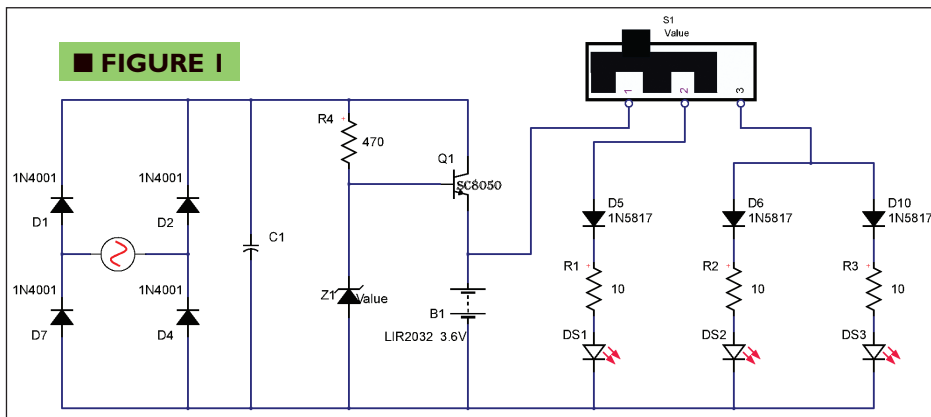 ■ FIGURE 1
S1
Value
1
2
3
R4
470
Q1
SC8050
1N4001
1N4001
D1
D2
C1
1N4001
1N4001
D7
D4
Z1
Value
B1
LIR2032 3.6V
D5
1N5817
D6
1N5817
D10
1N5817
R1
10
R2
10
R3
10
DS1
DS2
DS3